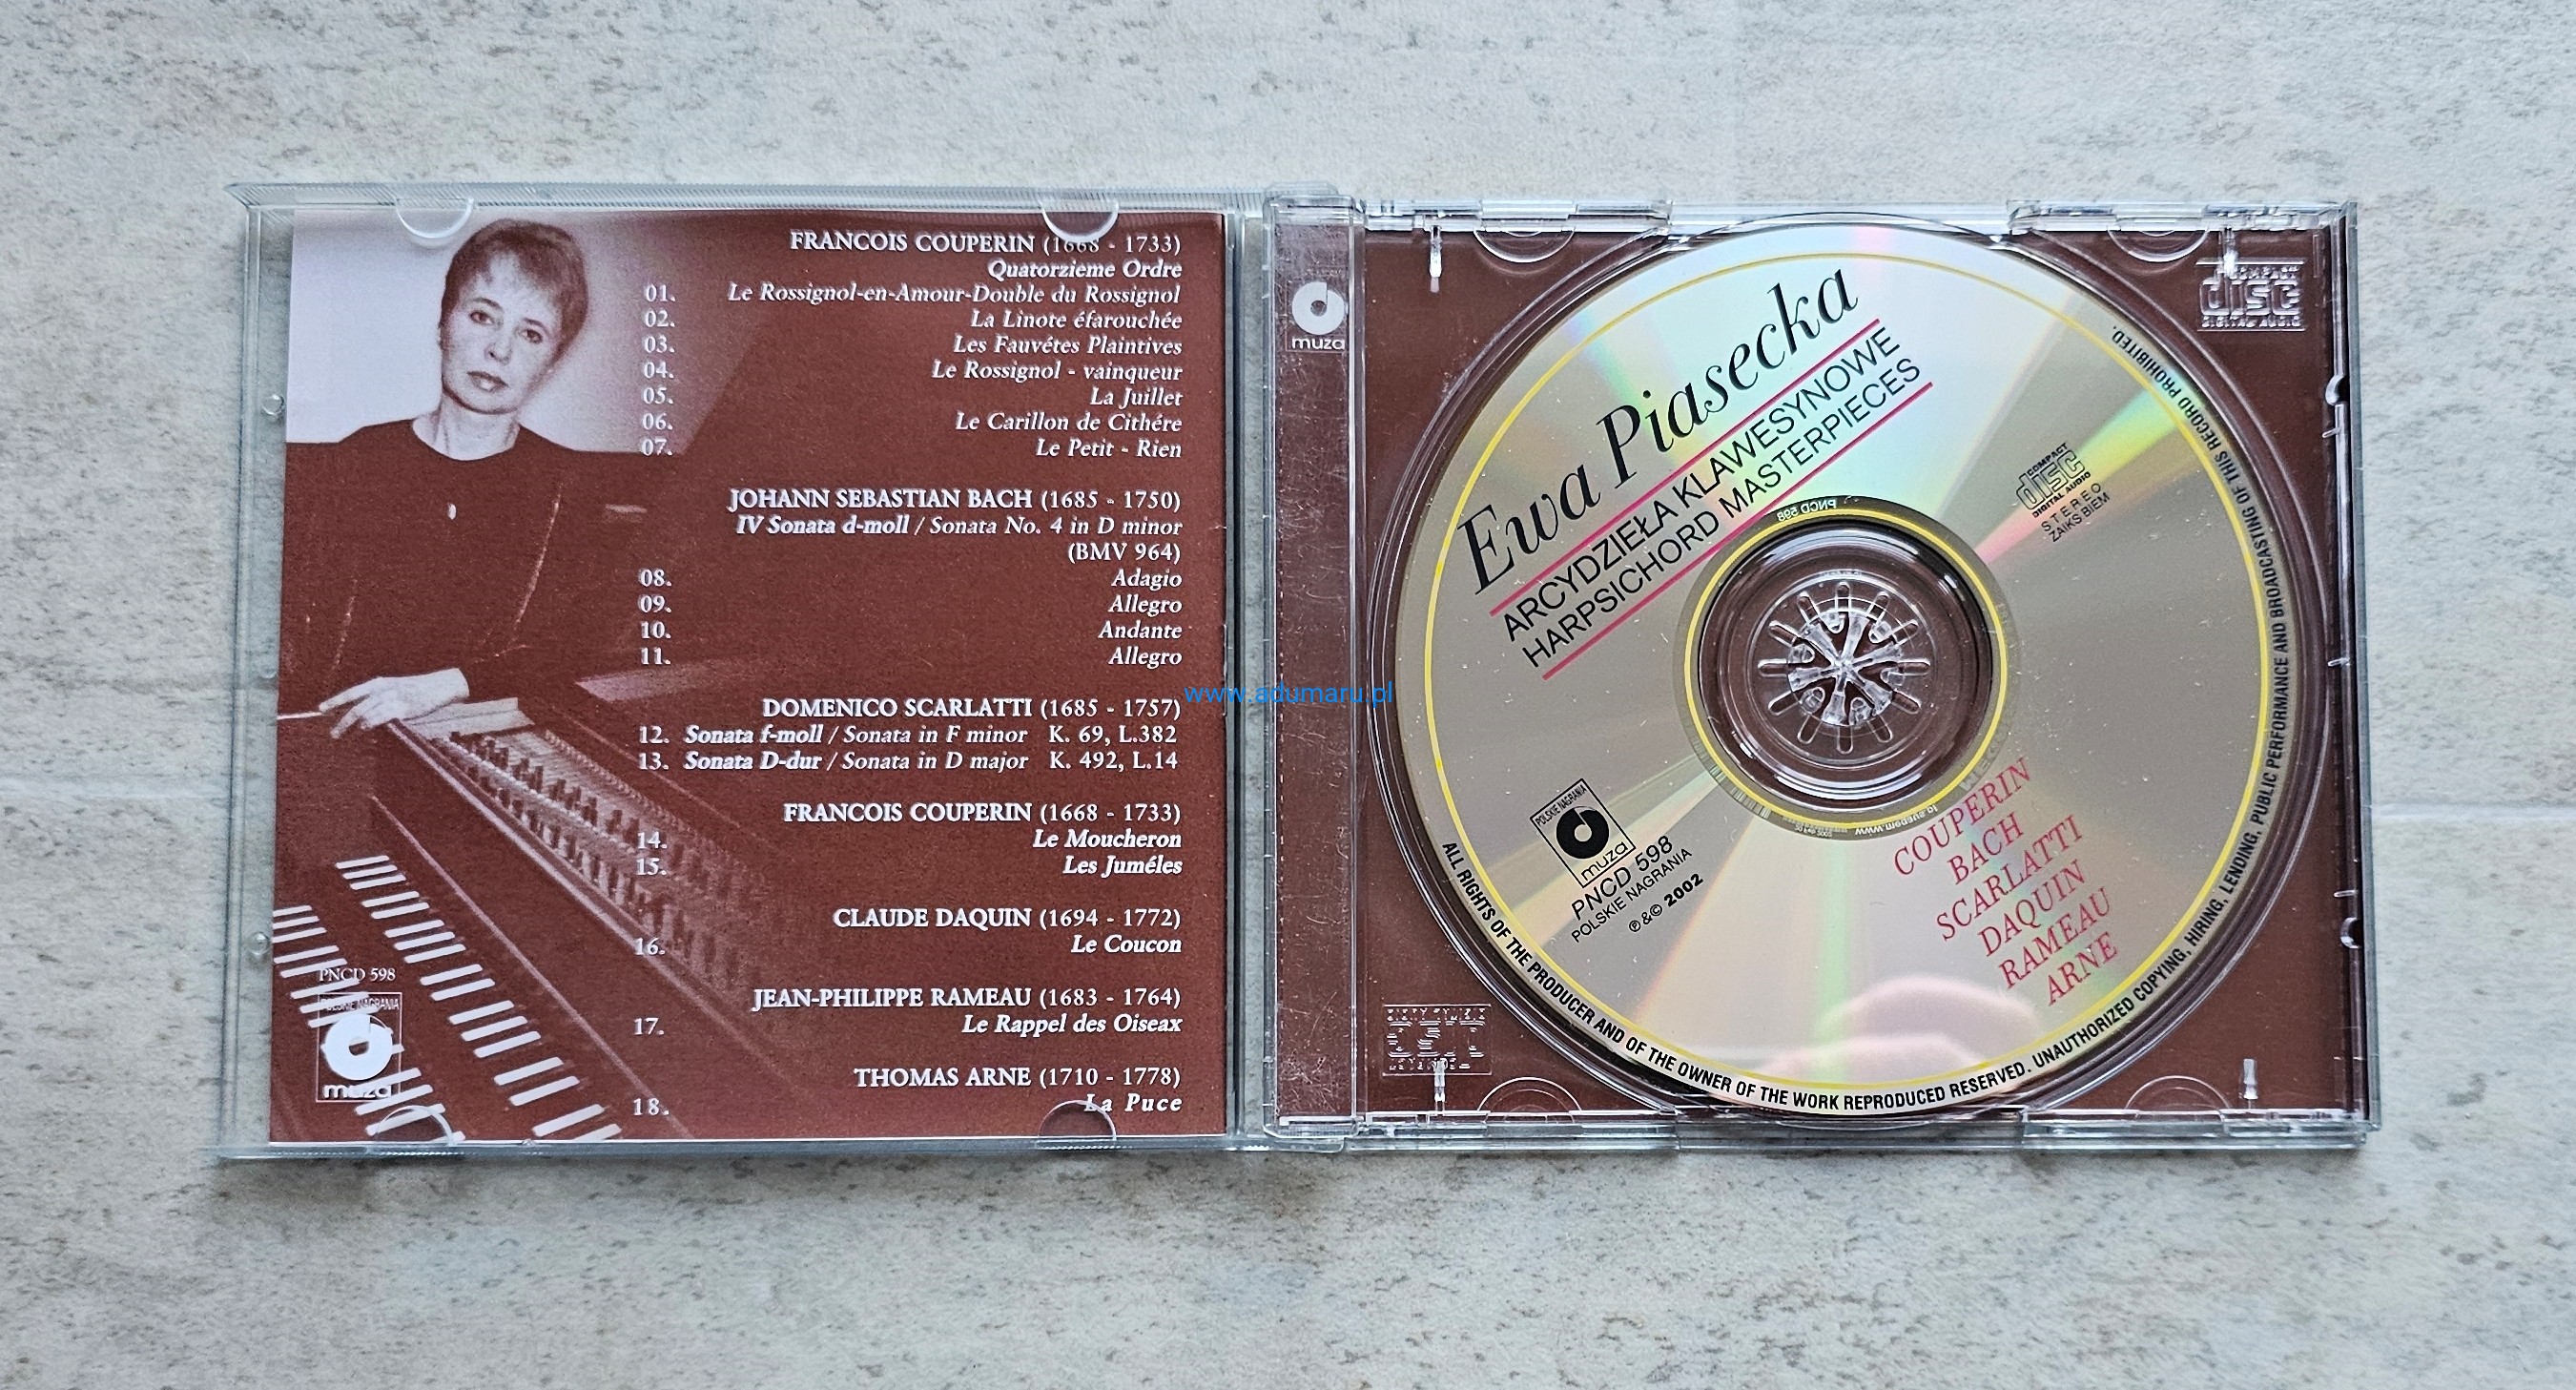 FRANCOIS COUPERIN (1668 - 1733)
Quatorzieme Ordre
01. Le Rossignol-en-Amour-Double du Rossignol
02. La Linote éfarouchée
03. Les Fauvétes Plaintives
04. Le Rossignol - vainqueur
05. La Juillet
06. Le Carillon de Cithére
07. Le Petit - Rien
JOHANN SEBASTIAN BACH (1685 - 1750)
IV Sonata d-moll / Sonata No. 4 in D minor
(BMV 964)
08. Adagio
09. Allegro
10. Andante
11. Allegro
DOMENICO SCARLATTI (1685 - 1757)
12. Sonata f-moll / Sonata in F minor K. 69, L.382
13. Sonata D-dur / Sonata in D major K. 492, L.14
FRANCOIS COUPERIN (1668 - 1733)
14. Le Moucheron
15. Les Juméles
CLAUDE DAQUIN (1694 - 1772)
16. Le Coucon
JEAN-PHILIPPE RAMEAU (1683 - 1764)
17. Le Rappel des Oiseax
THOMAS ARNE (1710 - 1778)
18. La Puce
PNCD 598
POLSKIE NAGRANIA
muza
muza
www.adumaru.pl
Ewa Piasecka
ARCYDZIEŁA KLAWESYNOWE
HARPSICHORD MASTERPIECES
COMPACT
disc
DIGITAL AUDIO
STEREO
ZAIKS BIEM
PNCD 598
POLSKIE NAGRANIA
muza
PNCD 598
POLSKIE NAGRANIA
℗&© 2002
COUPERIN
BACH
SCARLATTI
DAQUIN
RAMEAU
ARNE
ALL RIGHTS OF THE PRODUCER AND OF THE OWNER OF THE WORK REPRODUCED RESERVED. UNAUTHORIZED COPYING, HIRING, LENDING, PUBLIC PERFORMANCE AND BROADCASTING OF THIS RECORD PROHIBITED.
COMPACT
disc
DIGITAL AUDIO